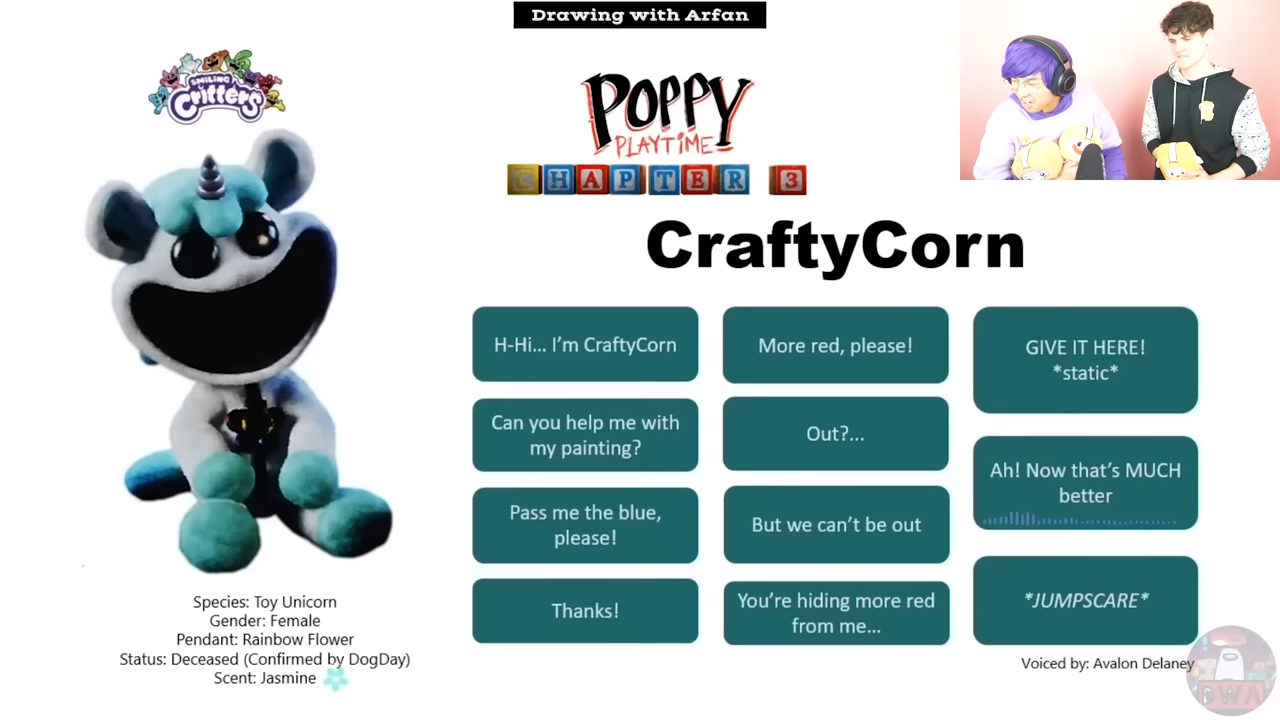 Drawing with Arfan
SMILING
Critters
POPPY
PLAYTIME
CHAPTER 3
CraftyCorn
H-Hi... I'm CraftyCorn
Can you help me with
my painting?
Pass me the blue,
please!
Thanks!
More red, please!
Out?...
But we can't be out
You're hiding more red
from me...
GIVE IT HERE!
*static*
Ah! Now that's MUCH
better
*JUMPSCARE*
Species: Toy Unicorn
Gender: Female
Pendant: Rainbow Flower
Status: Deceased (Confirmed by DogDay)
Scent: Jasmine
Voiced by: Avalon Delaney
DWA